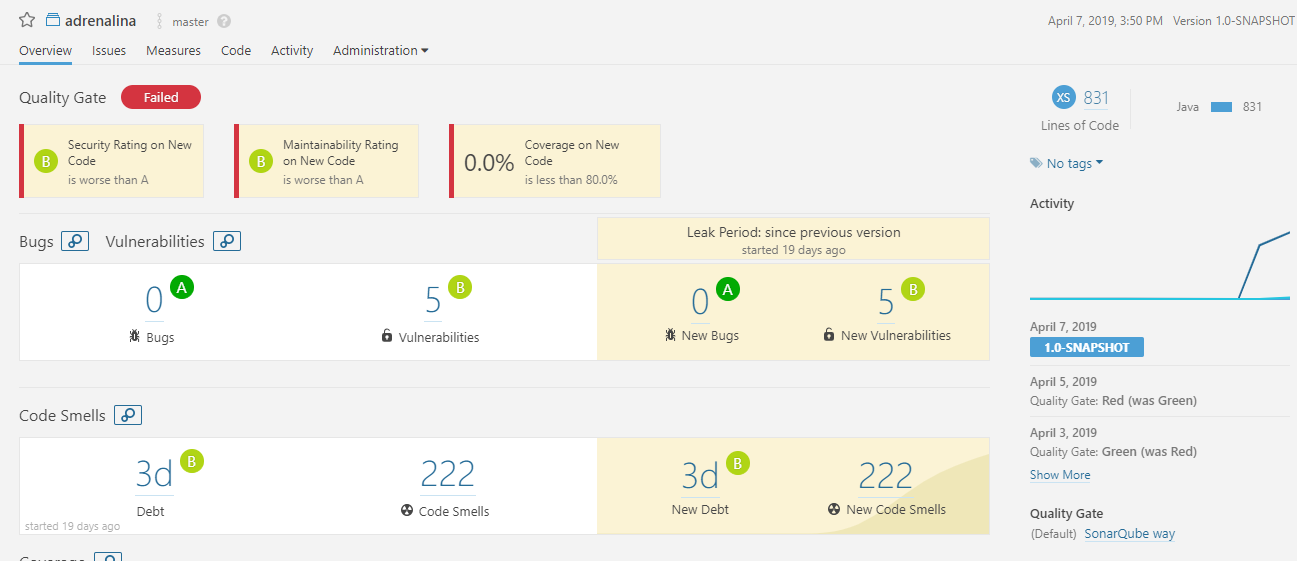 adrenalina master ?
April 7, 2019, 3:50 PM Version 1.0-SNAPSHOT
Overview Issues Measures Code Activity Administration
Quality Gate Failed
B Security Rating on New
Code
is worse than A
B Maintainability Rating
on New Code
is worse than A
0.0% Coverage on New
Code
is less than 80.0%
Bugs Vulnerabilities
Leak Period: since previous version
started 19 days ago
0 A
Bugs
5 B
Vulnerabilities
0 A
New Bugs
5 B
New Vulnerabilities
Code Smells
3d B
Debt
222
Code Smells
started 19 days ago
3d B
New Debt
222
New Code Smells
Coverage
XS 831
Lines of Code
Java 831
No tags
Activity
April 7, 2019
1.0-SNAPSHOT
April 5, 2019
Quality Gate: Red (was Green)
April 3, 2019
Quality Gate: Green (was Red)
Show More
Quality Gate
(Default) SonarQube way